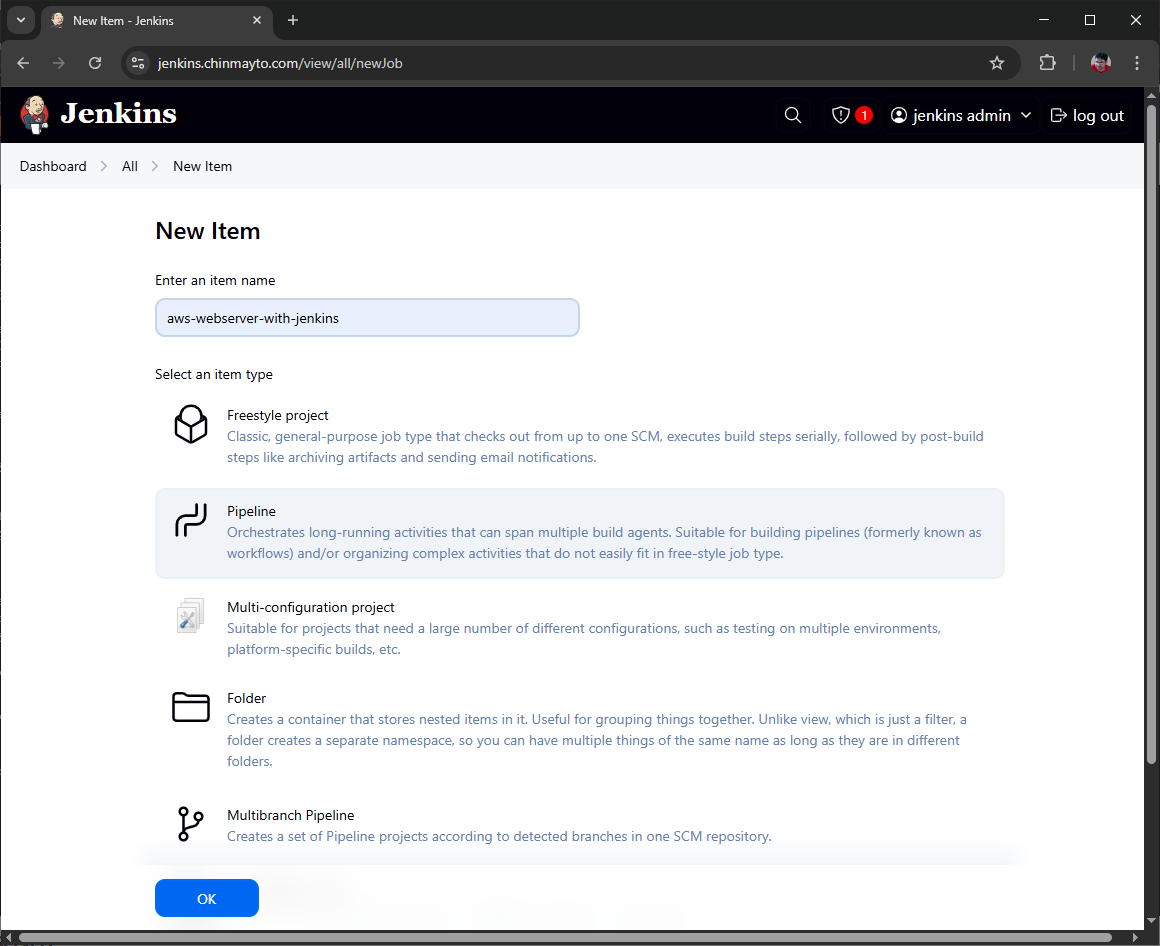 New Item - Jenkins
jenkins.chinmayto.com/view/all/newJob
Jenkins
1
jenkins admin
log out
Dashboard
All
New Item
New Item
Enter an item name
aws-webserver-with-jenkins
Select an item type
Freestyle project
Classic, general-purpose job type that checks out from up to one SCM, executes build steps serially, followed by post-build
steps like archiving artifacts and sending email notifications.
Pipeline
Orchestrates long-running activities that can span multiple build agents. Suitable for building pipelines (formerly known as
workflows) and/or organizing complex activities that do not easily fit in free-style job type.
Multi-configuration project
Suitable for projects that need a large number of different configurations, such as testing on multiple environments,
platform-specific builds, etc.
Folder
Creates a container that stores nested items in it. Useful for grouping things together. Unlike view, which is just a filter, a
folder creates a separate namespace, so you can have multiple things of the same name as long as they are in different
folders.
Multibranch Pipeline
Creates a set of Pipeline projects according to detected branches in one SCM repository.
OK